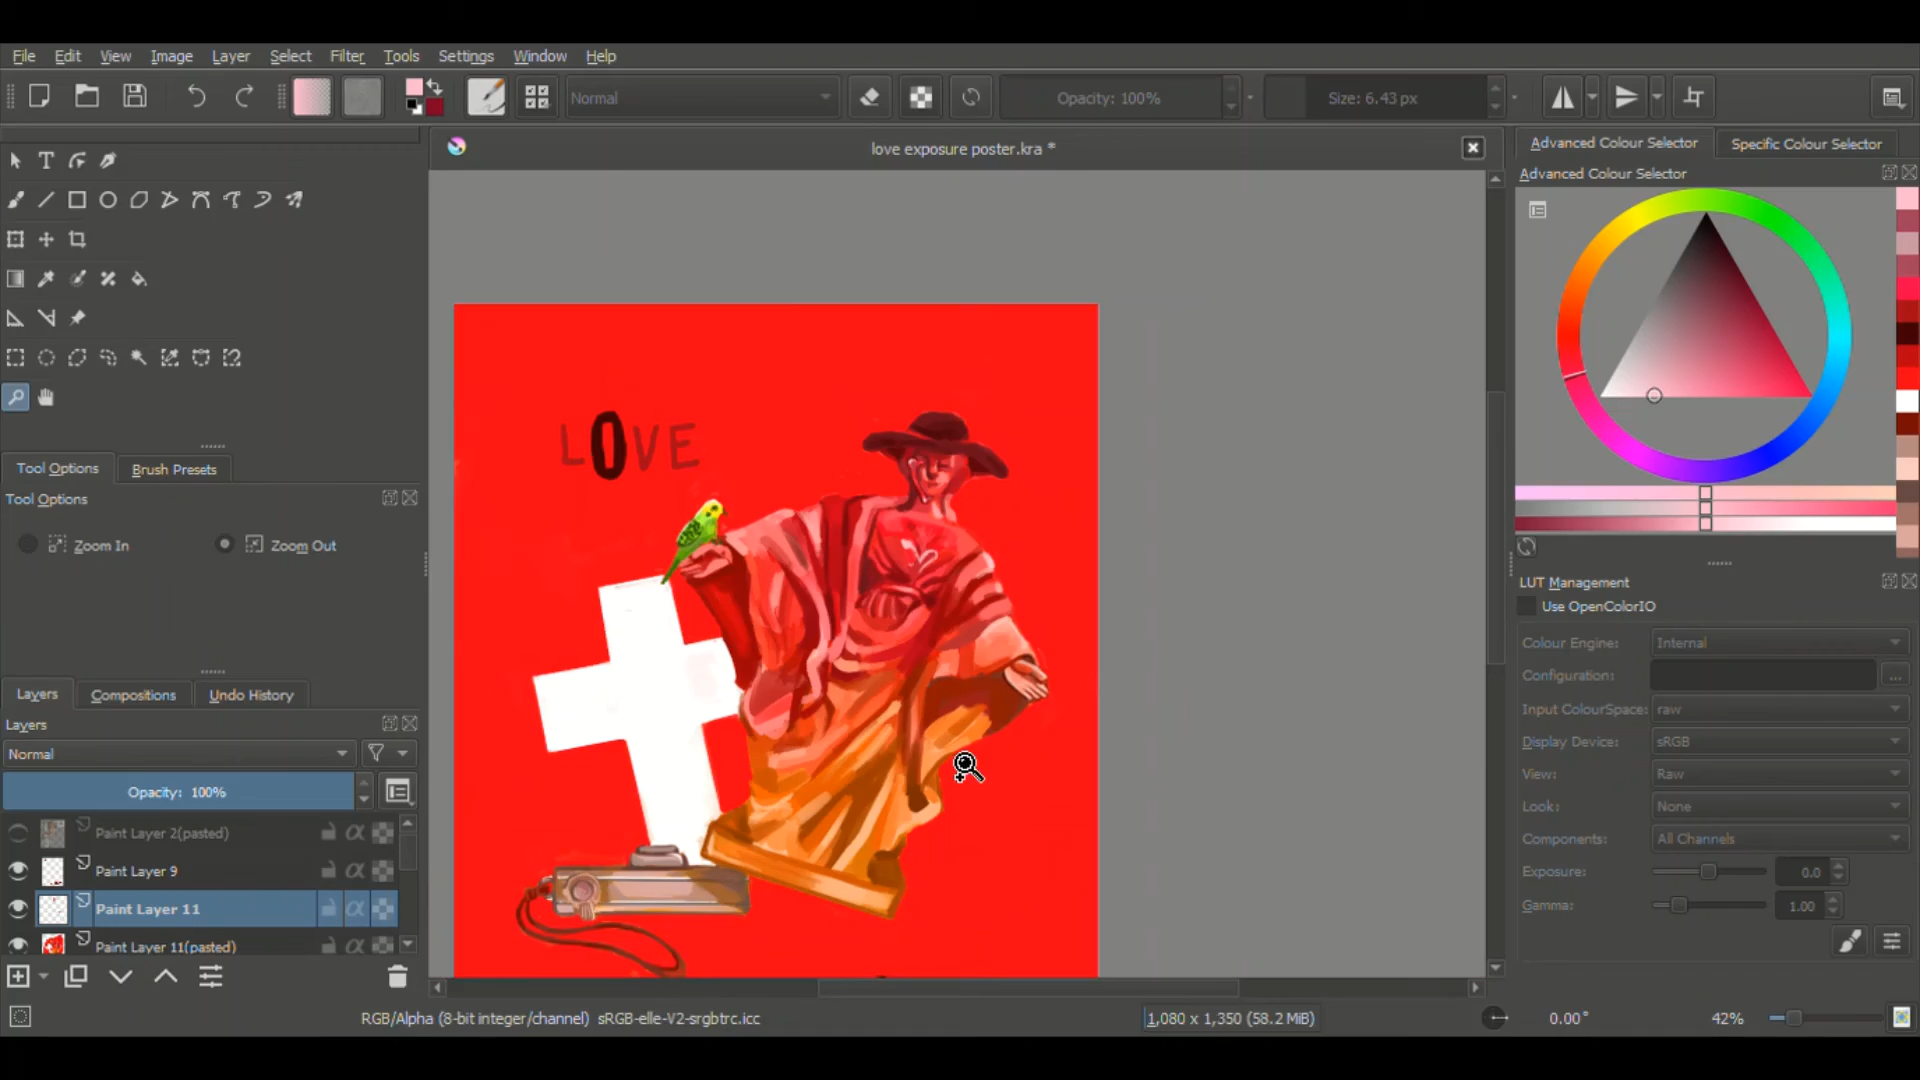 File Edit View Image Layer Select Filter Tools Settings Window Help
Normal Opacity: 100% Size: 6.43 px
love exposure poster.kra *
Advanced Colour Selector Specific Colour Selector
Advanced Colour Selector
LOVE
Tool Options Brush Presets
Tool Options
Zoom In Zoom Out
Layers Compositions Undo History
Layers
Normal
Opacity: 100%
Paint Layer 2(pasted)
Paint Layer 9
Paint Layer 11
Paint Layer 11(pasted)
LUT Management
Use OpenColorIO
Colour Engine: Internal
Configuration: ...
Input ColourSpace: raw
Display Device: sRGB
View: Raw
Look: None
Components: All Channels
Exposure: 0.0
Gamma: 1.00
RGB/Alpha (8-bit integer/channel) sRGB-elle-V2-srgbtrc.icc 1,080 x 1,350 (58.2 MiB) 0.00° 42%